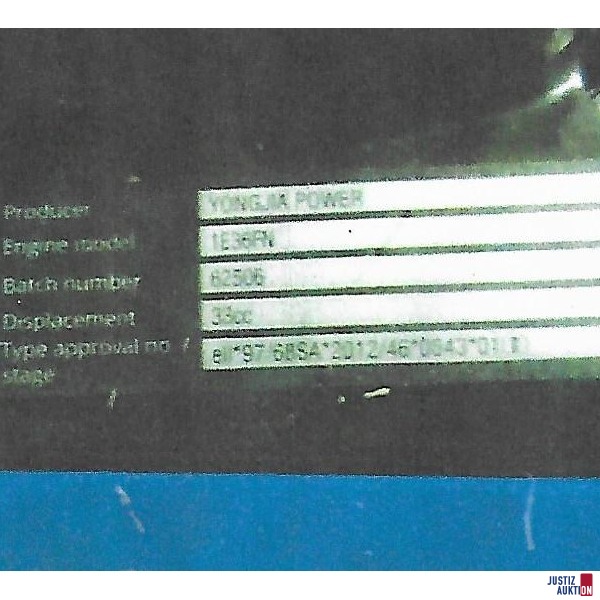 Producer YONGJIA POWER
Engine model 1E36FN
Batch number 62506
Displacement 33cc
Type approval no /
stage
JUSTIZ
AUKTION